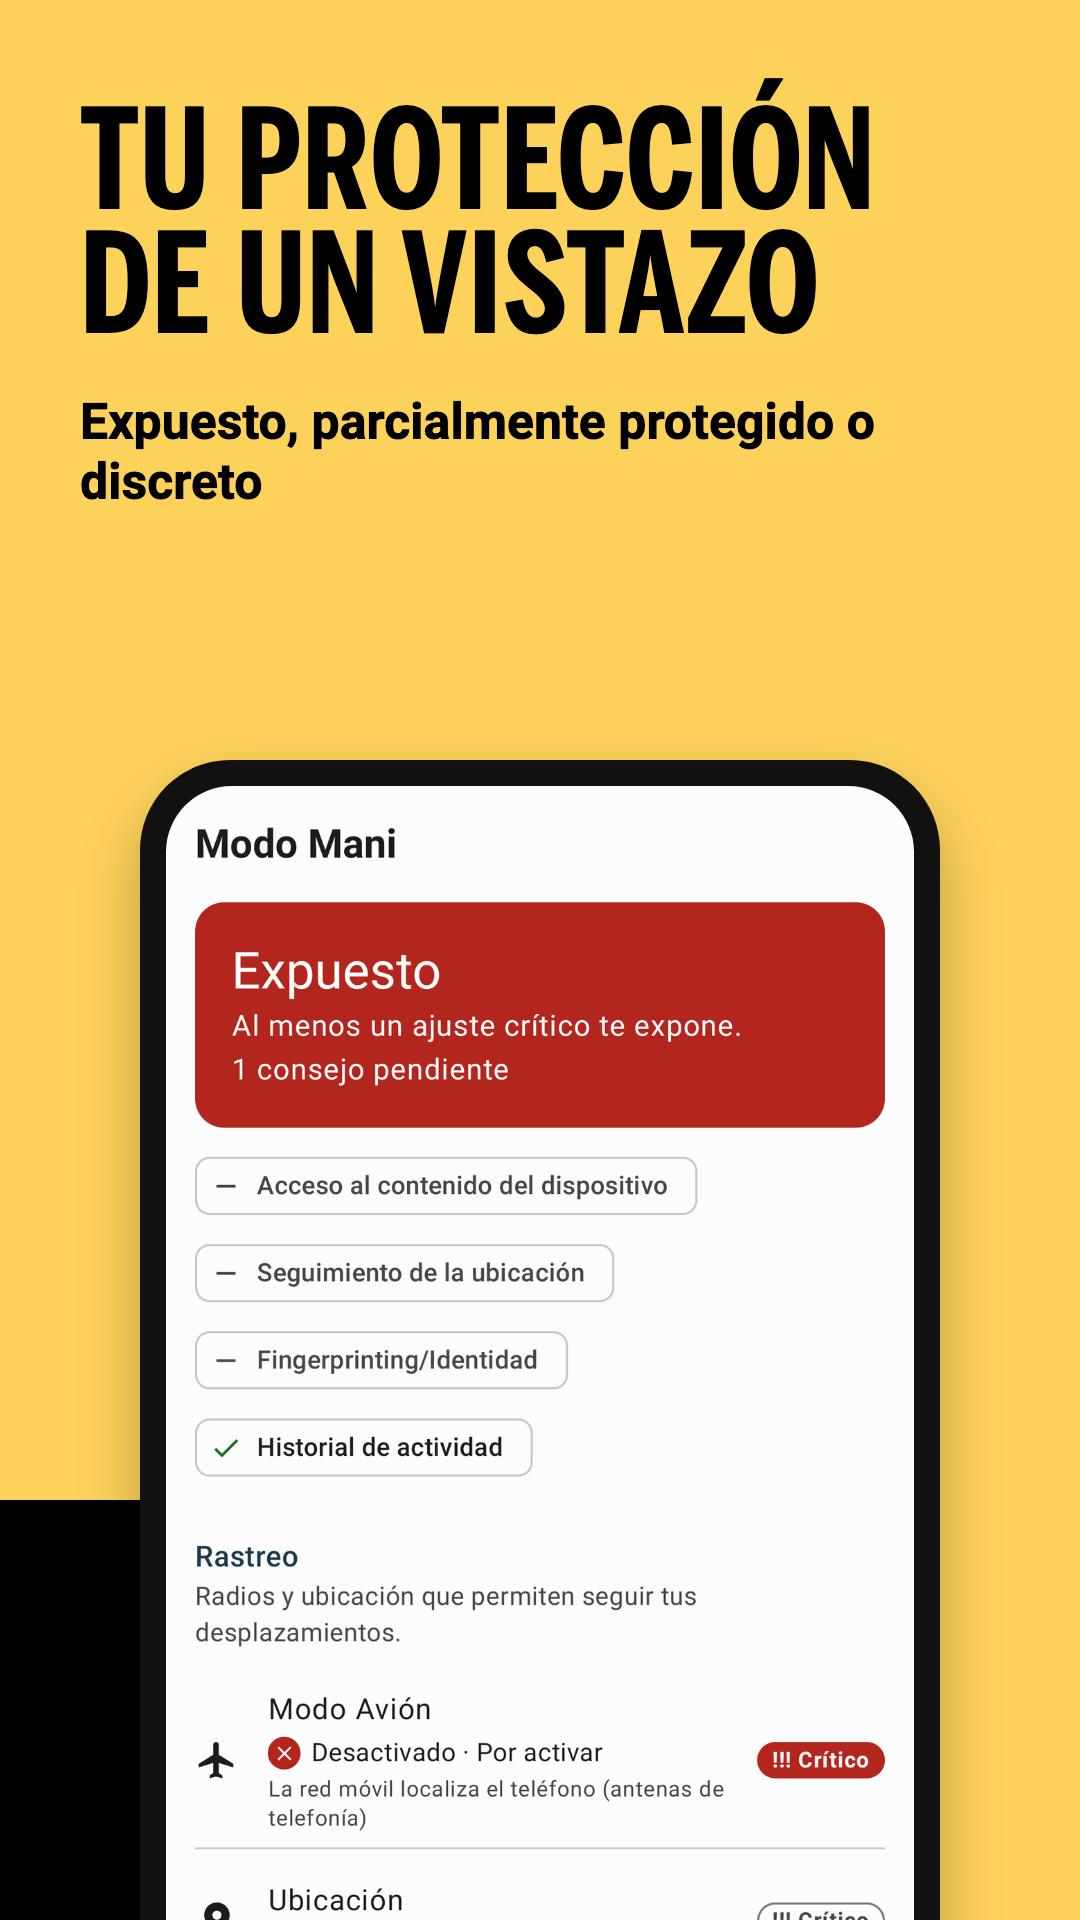 TU PROTECCIÓN
DE UN VISTAZO
Expuesto, parcialmente protegido o
discreto
Modo Mani
Expuesto
Al menos un ajuste crítico te expone.
1 consejo pendiente
Acceso al contenido del dispositivo
Seguimiento de la ubicación
Fingerprinting/Identidad
Historial de actividad
Rastreo
Radios y ubicación que permiten seguir tus
desplazamientos.
Modo Avión
Desactivado · Por activar
!!! Crítico
La red móvil localiza el teléfono (antenas de
telefonía)
Ubicación
!!! Crítico